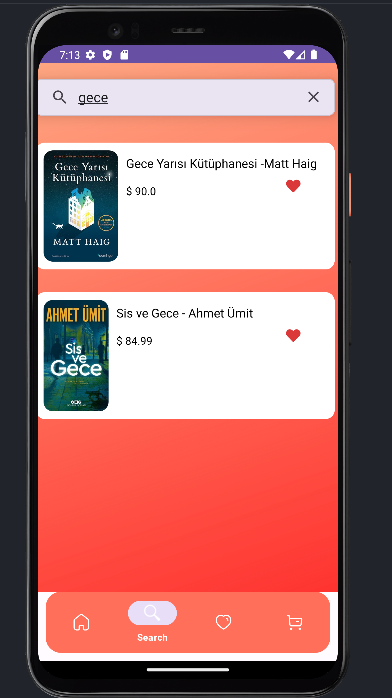 7:13
gece
Gece Yarısı Kütüphanesi -Matt Haig
$ 90.0
Gece Yarısı
Kütüphanesi
MATT HAIG
Sis ve Gece - Ahmet Ümit
$ 84.99
AHMET ÜMİT
Sis
ve
Gece
Search